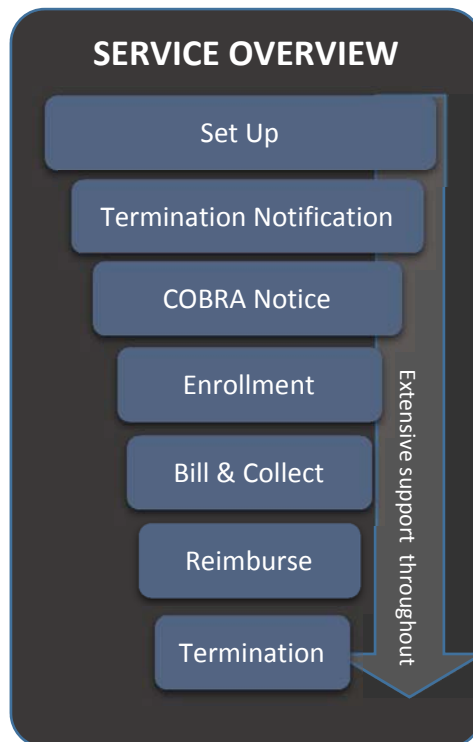 SERVICE OVERVIEW
Set Up
Termination Notification
COBRA Notice
Enrollment
Bill & Collect
Reimburse
Termination
Extensive support throughout